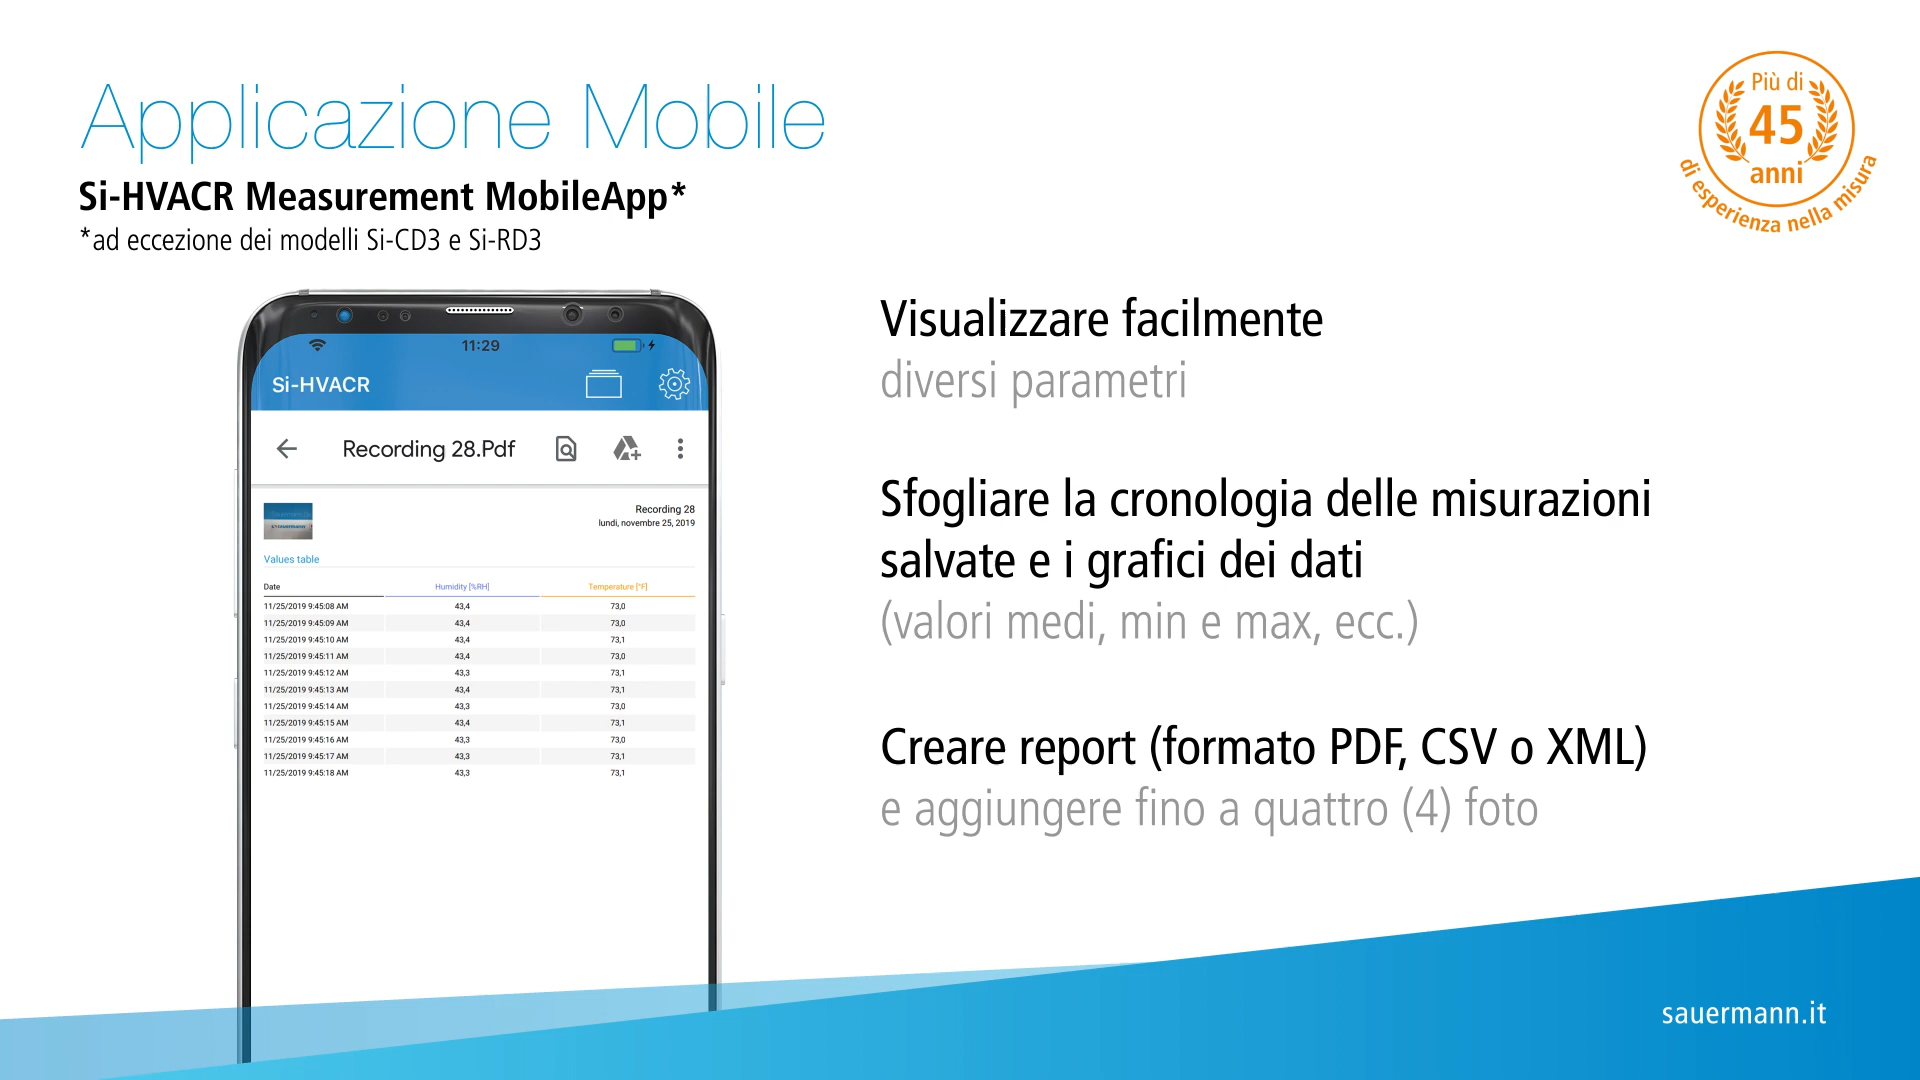 Applicazione Mobile
Si-HVACR Measurement MobileApp*
*ad eccezione dei modelli Si-CD3 e Si-RD3
Più di
45
anni
di esperienza nella misura
11:29
Si-HVACR
Recording 28.Pdf
Recording 28
lundi, novembre 25, 2019
Values table
Date Humidity [%RH] Temperature [°F]
11/25/2019 9:45:08 AM 43,4 73,0
11/25/2019 9:45:09 AM 43,4 73,0
11/25/2019 9:45:10 AM 43,4 73,1
11/25/2019 9:45:11 AM 43,4 73,0
11/25/2019 9:45:12 AM 43,3 73,1
11/25/2019 9:45:13 AM 43,4 73,1
11/25/2019 9:45:14 AM 43,3 73,0
11/25/2019 9:45:15 AM 43,4 73,1
11/25/2019 9:45:16 AM 43,3 73,0
11/25/2019 9:45:17 AM 43,3 73,1
11/25/2019 9:45:18 AM 43,3 73,1
Visualizzare facilmente
diversi parametri
Sfogliare la cronologia delle misurazioni
salvate e i grafici dei dati
(valori medi, min e max, ecc.)
Creare report (formato PDF, CSV o XML)
e aggiungere fino a quattro (4) foto
sauermann.it